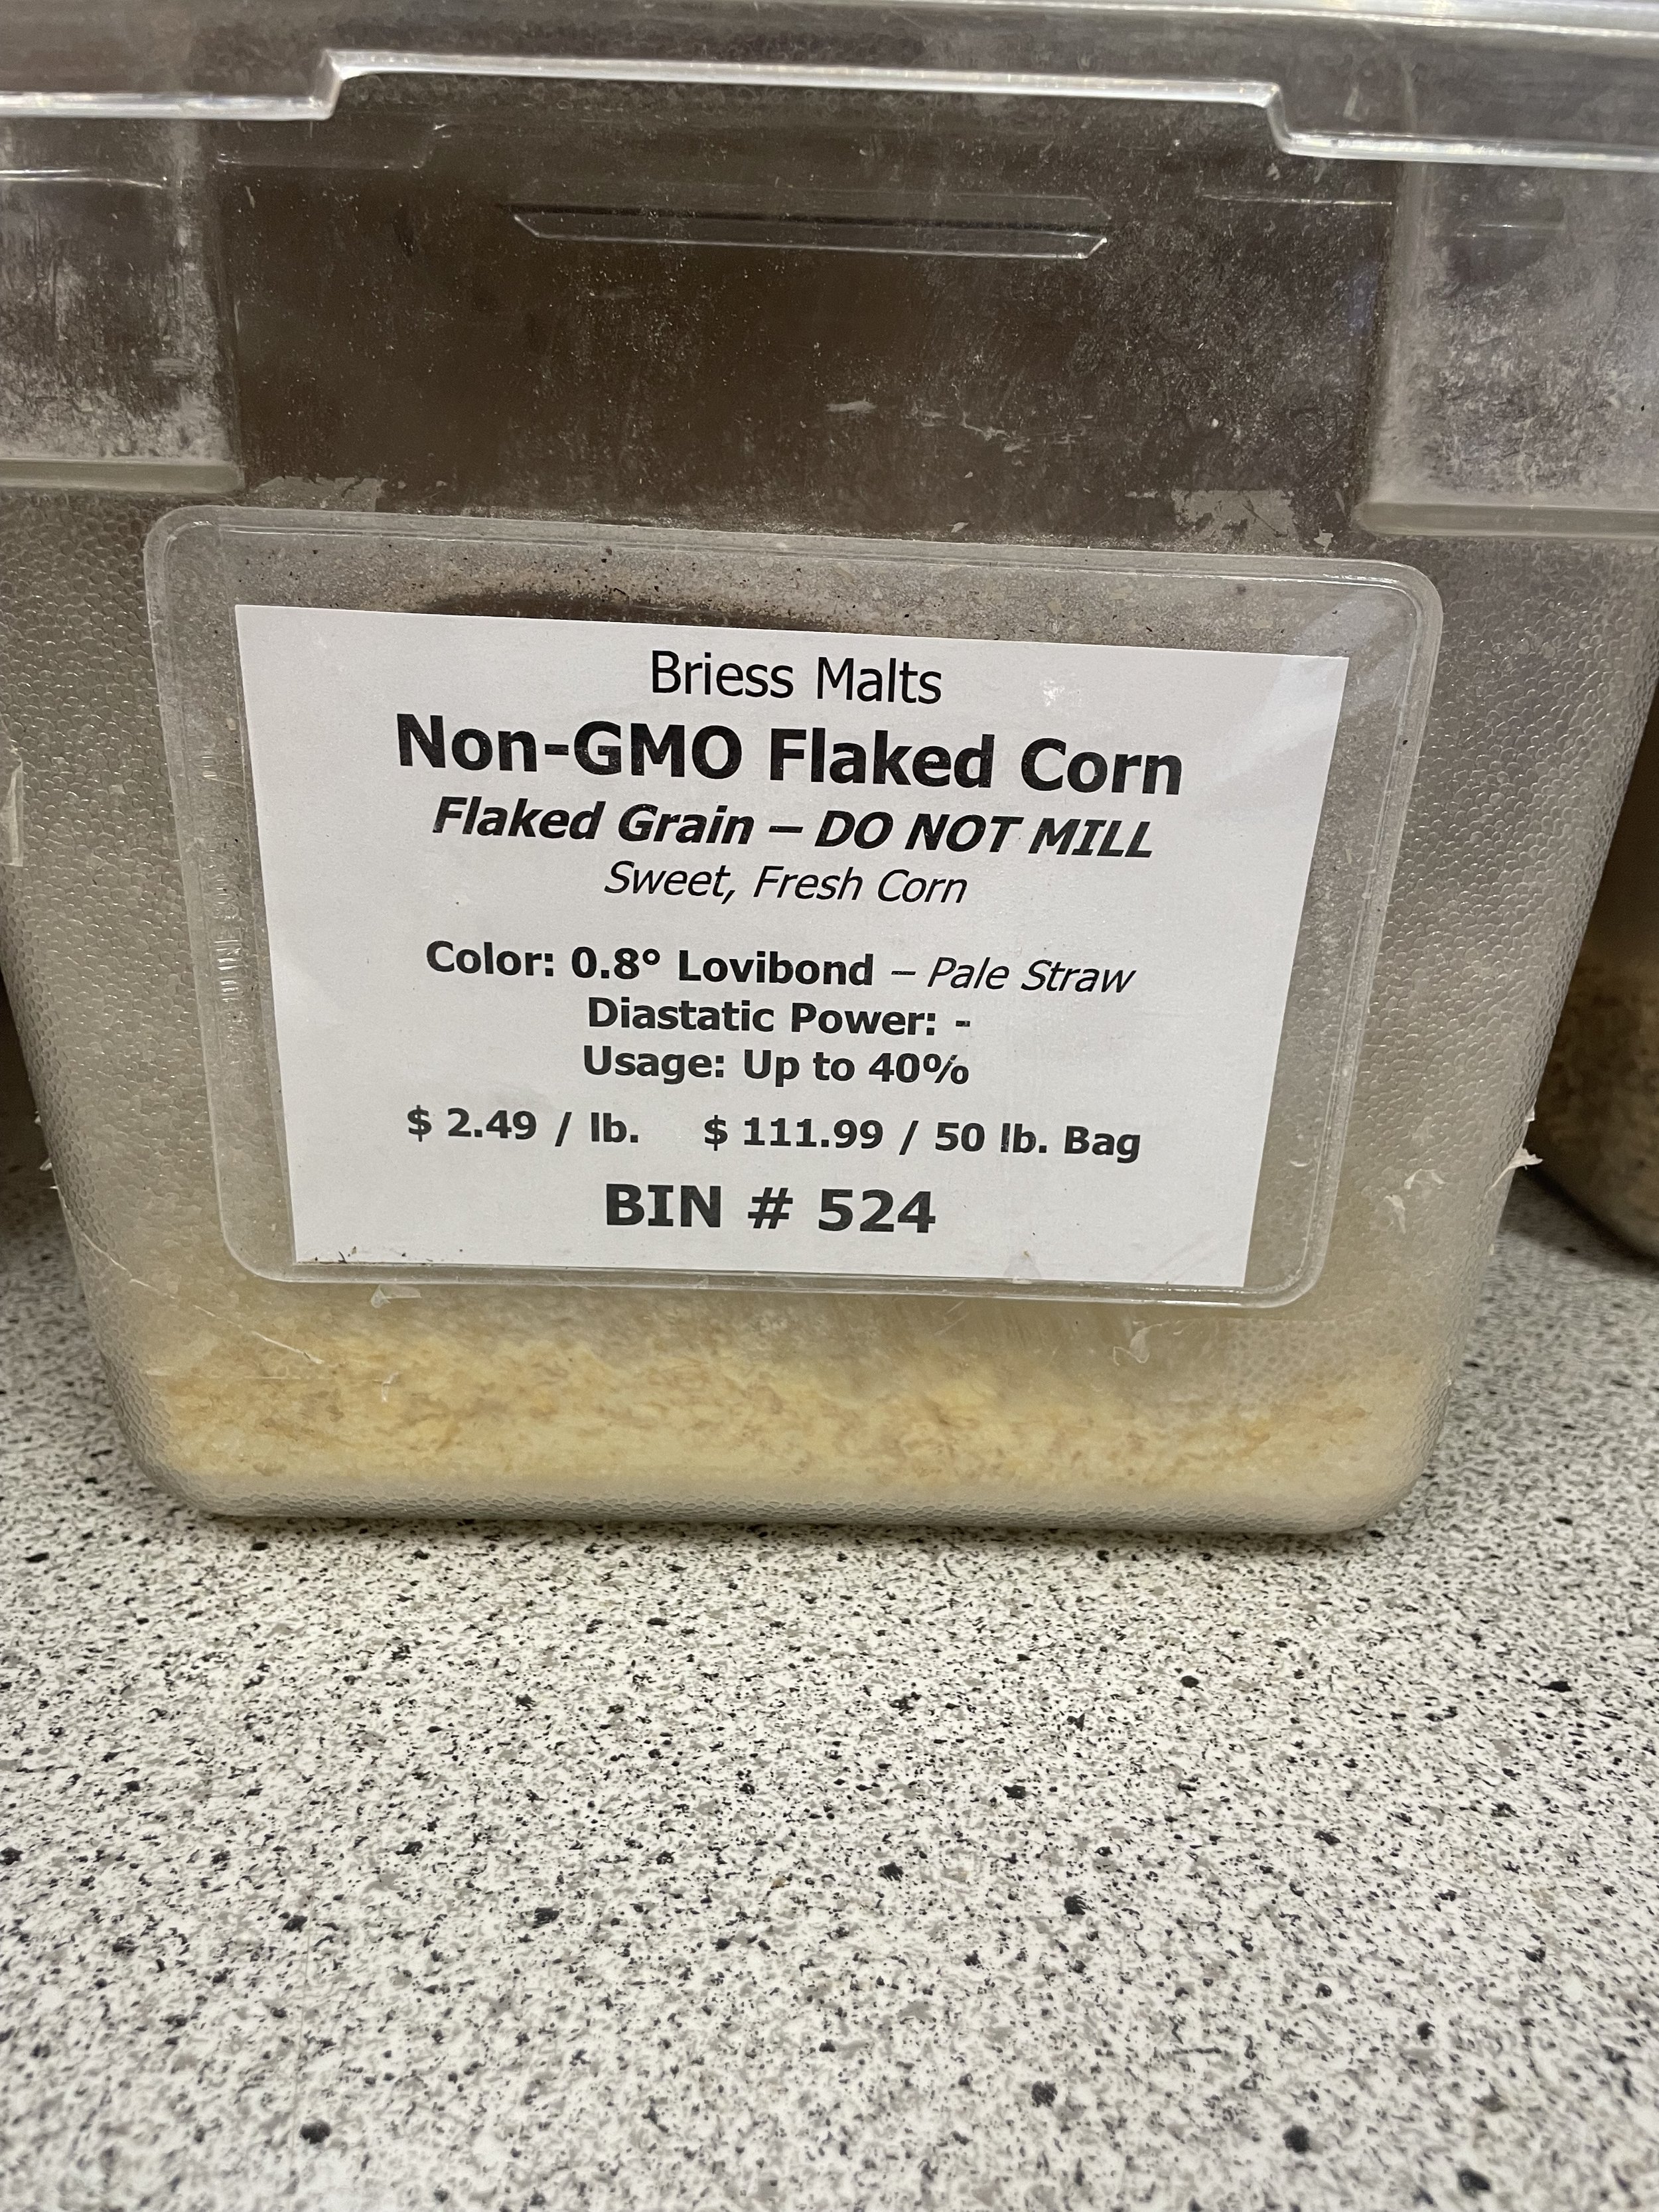 Briess Malts
Non-GMO Flaked Corn
Flaked Grain – DO NOT MILL
Sweet, Fresh Corn
Color: 0.8° Lovibond – Pale Straw
Diastatic Power: -
Usage: Up to 40%
$ 2.49 / lb. $ 111.99 / 50 lb. Bag
BIN # 524